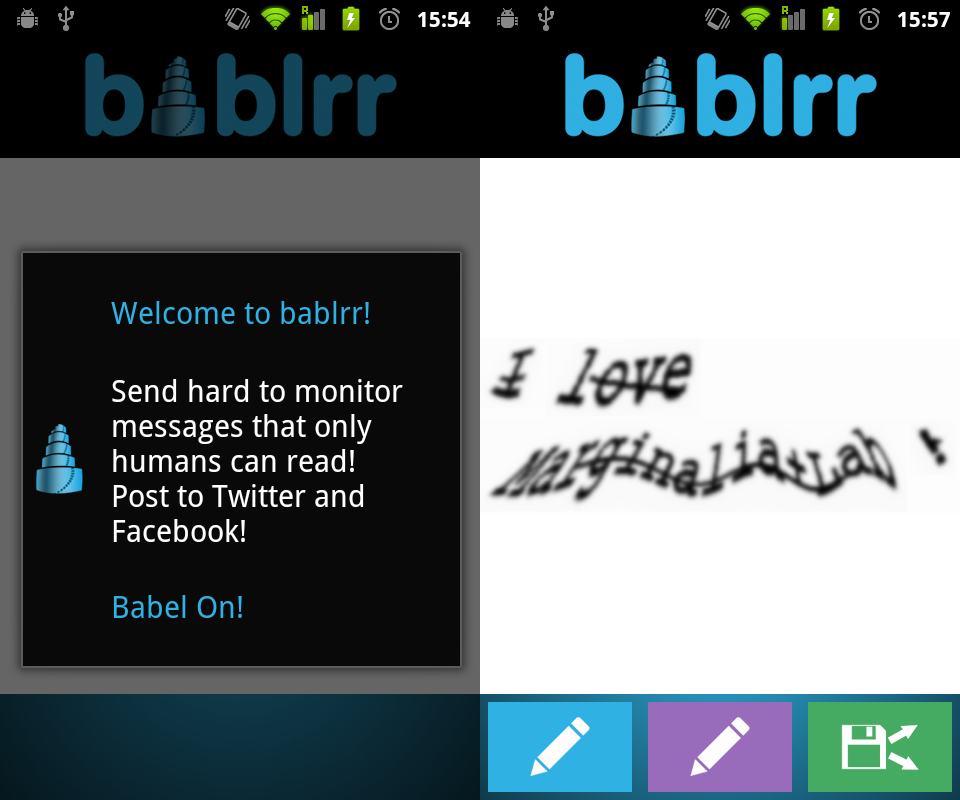 15:54
bablrr
Welcome to bablrr!
Send hard to monitor
messages that only
humans can read!
Post to Twitter and
Facebook!
Babel On!
R
15:57
bablrr
I love
MarginaliatLab !